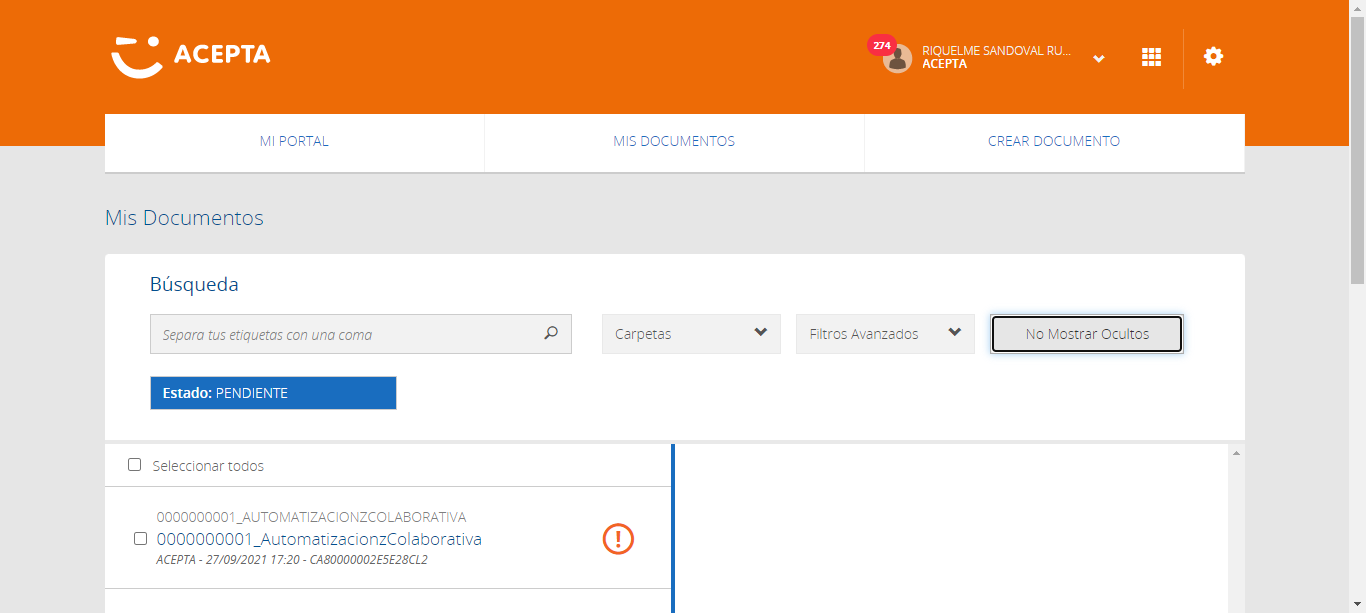 ACEPTA
274
RIQUELME SANDOVAL RU...
ACEPTA
MI PORTAL
MIS DOCUMENTOS
CREAR DOCUMENTO
Mis Documentos
Búsqueda
Separa tus etiquetas con una coma
Carpetas
Filtros Avanzados
No Mostrar Ocultos
Estado: PENDIENTE
Seleccionar todos
0000000001_AUTOMATIZACIONZCOLABORATIVA
0000000001_AutomatizacionzColaborativa
ACEPTA - 27/09/2021 17:20 - CA80000002E5E28CL2